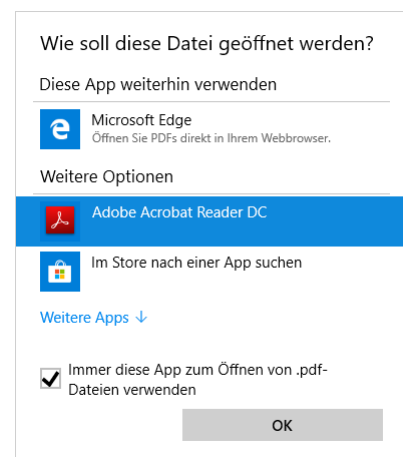 Wie soll diese Datei geöffnet werden?
Diese App weiterhin verwenden
Microsoft Edge
Öffnen Sie PDFs direkt in Ihrem Webbrowser.
Weitere Optionen
Adobe Acrobat Reader DC
Im Store nach einer App suchen
Weitere Apps ↓
Immer diese App zum Öffnen von .pdf-
Dateien verwenden
OK